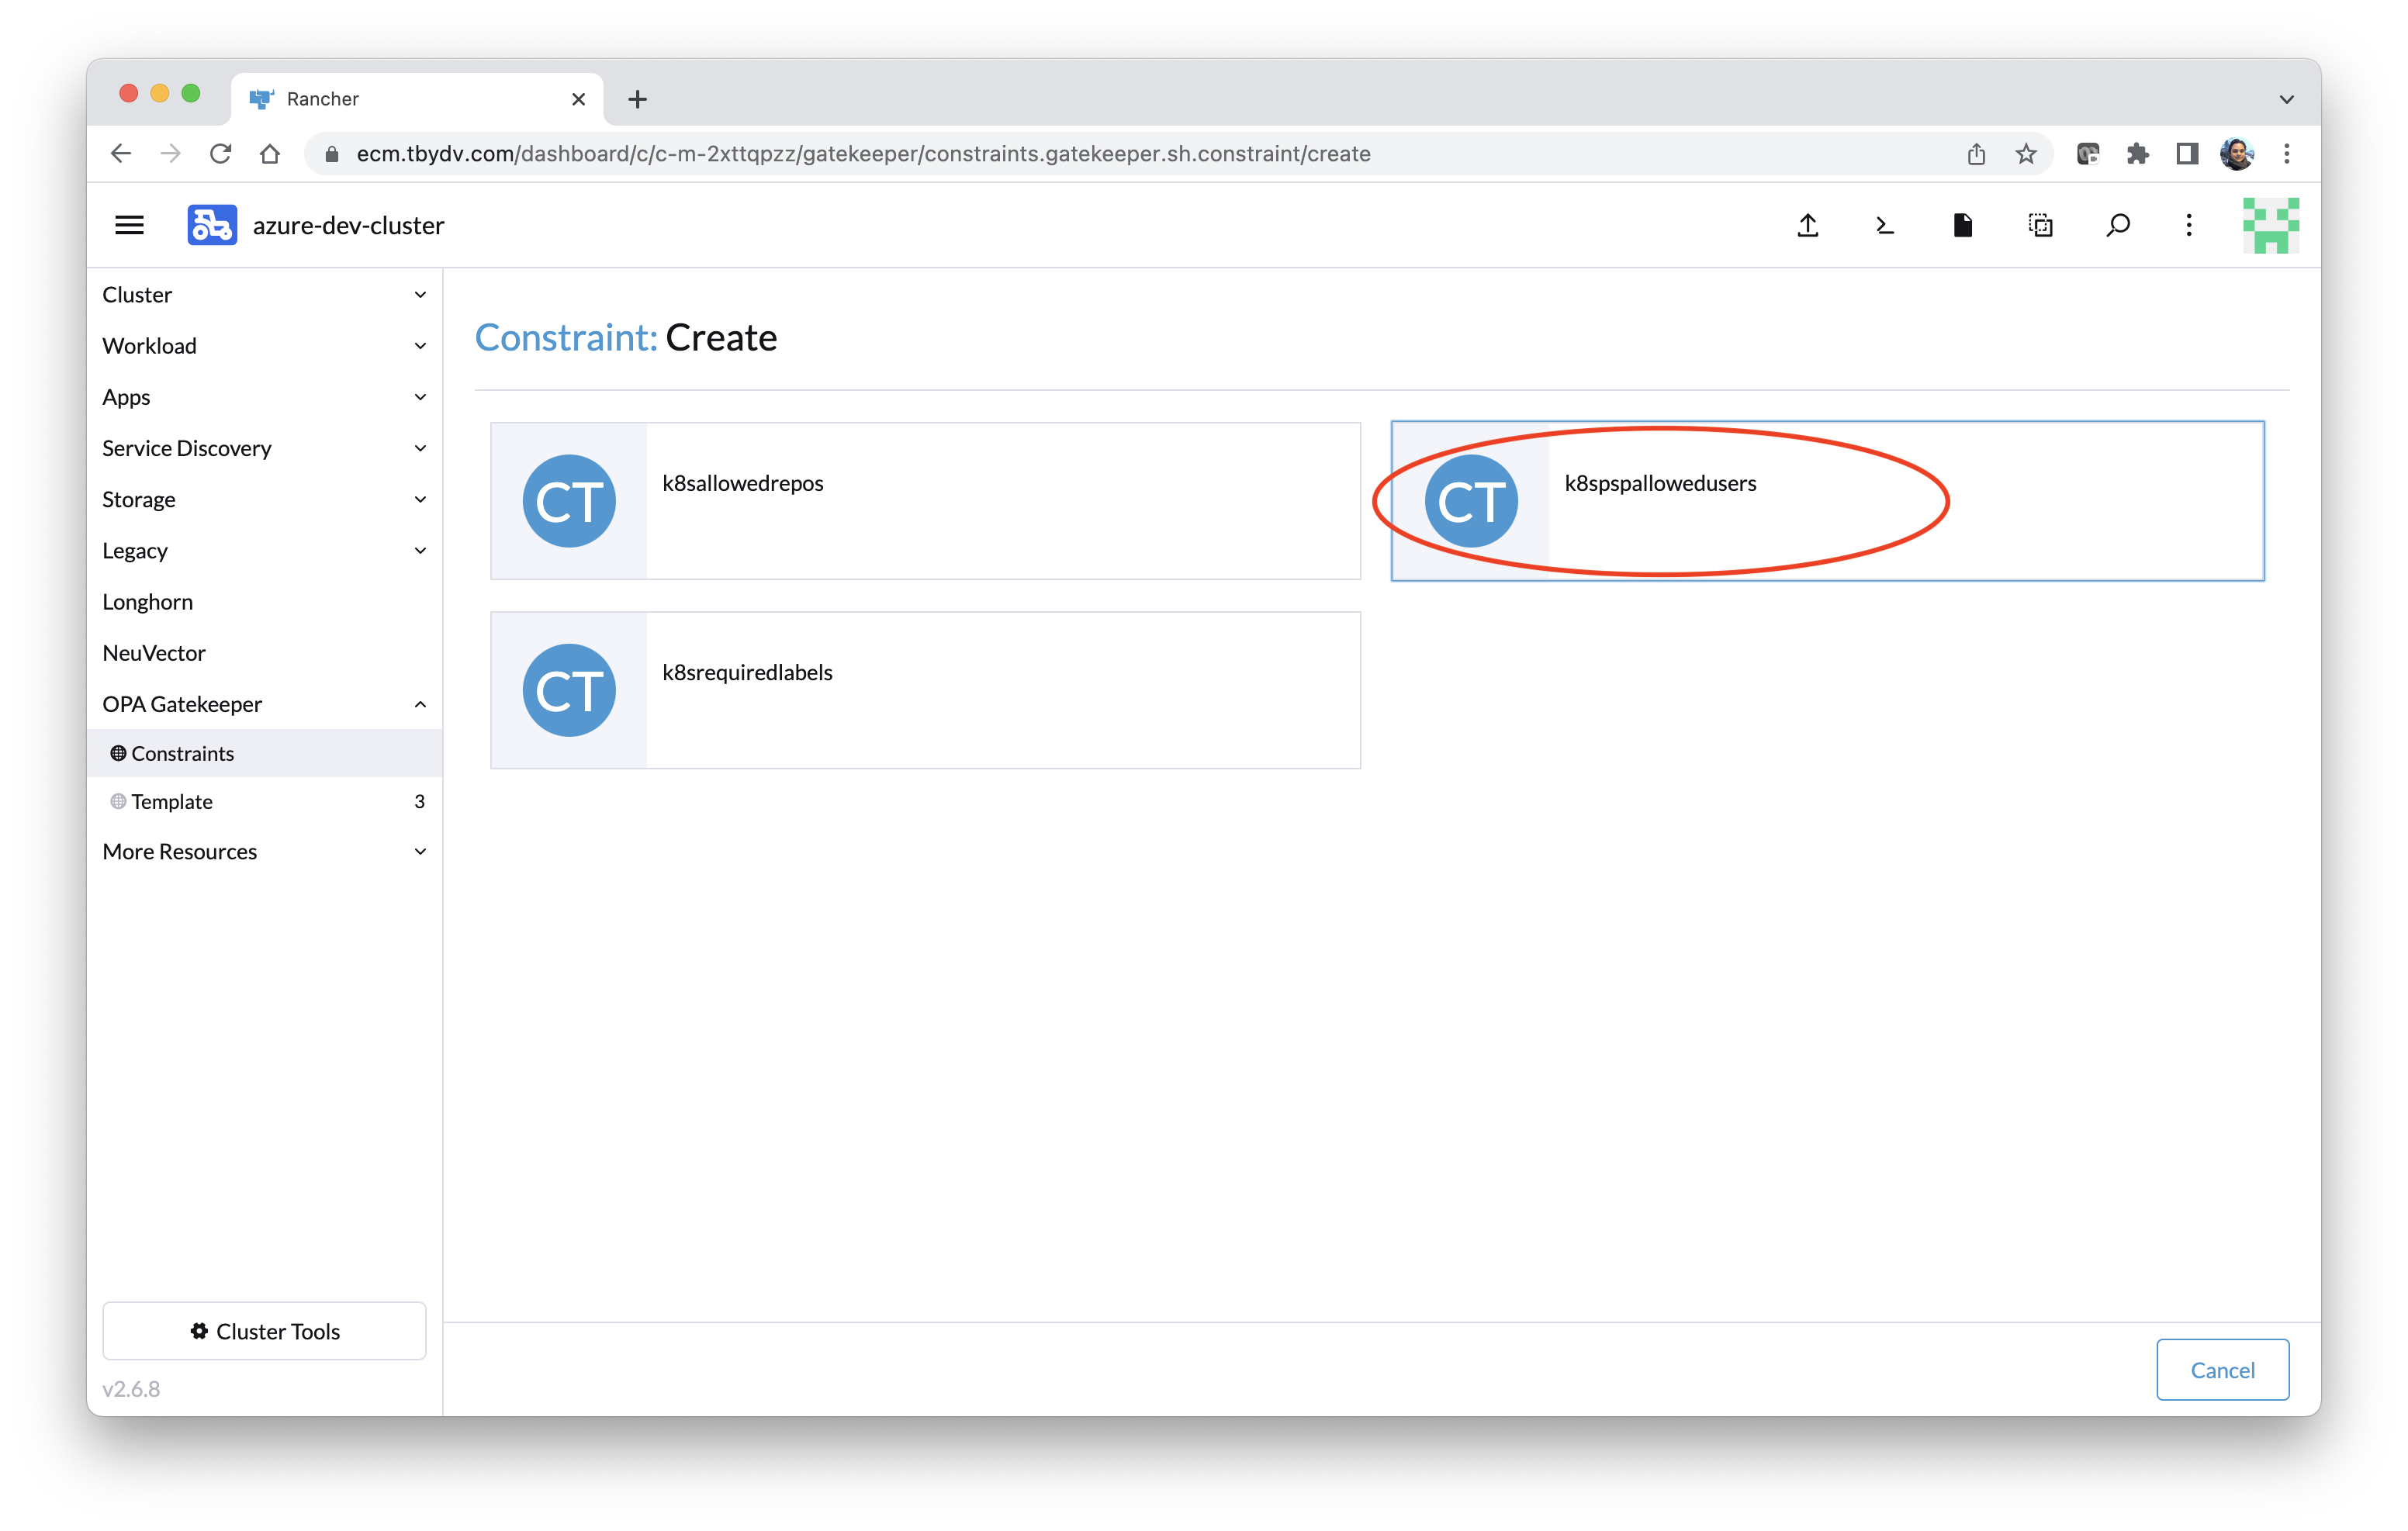 Rancher
ecm.tbydv.com/dashboard/c/c-m-2xttqpzz/gatekeeper/constraints.gatekeeper.sh.constraint/create
azure-dev-cluster
Cluster
Workload
Apps
Service Discovery
Storage
Legacy
Longhorn
NeuVector
OPA Gatekeeper
Constraints
Template 3
More Resources
Cluster Tools
v2.6.8
Constraint: Create
CT k8sallowedrepos
CT k8spspallowedusers
CT k8srequiredlabels
Cancel